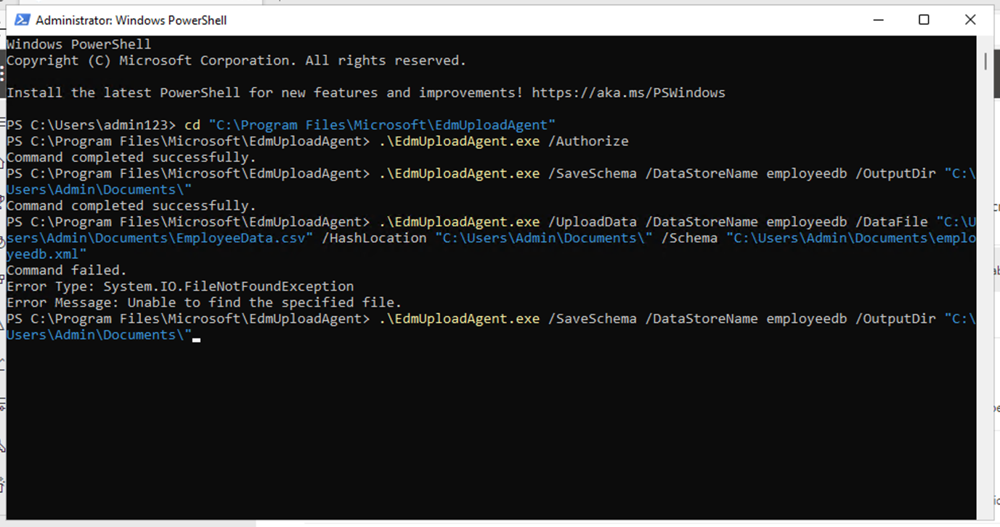 Administrator: Windows PowerShell
Windows PowerShell
Copyright (C) Microsoft Corporation. All rights reserved.
Install the latest PowerShell for new features and improvements! https://aka.ms/PSWindows
PS C:\Users\admin123> cd "C:\Program Files\Microsoft\EdmUploadAgent"
PS C:\Program Files\Microsoft\EdmUploadAgent> .\EdmUploadAgent.exe /Authorize
Command completed successfully.
PS C:\Program Files\Microsoft\EdmUploadAgent> .\EdmUploadAgent.exe /SaveSchema /DataStoreName employeedb /OutputDir "C:\
Users\Admin\Documents\"
Command completed successfully.
PS C:\Program Files\Microsoft\EdmUploadAgent> .\EdmUploadAgent.exe /UploadData /DataStoreName employeedb /DataFile "C:\U
sers\Admin\Documents\EmployeeData.csv" /HashLocation "C:\Users\Admin\Documents\" /Schema "C:\Users\Admin\Documents\emplo
yeedb.xml"
Command failed.
Error Type: System.IO.FileNotFoundException
Error Message: Unable to find the specified file.
PS C:\Program Files\Microsoft\EdmUploadAgent> .\EdmUploadAgent.exe /SaveSchema /DataStoreName employeedb /OutputDir "C:\
Users\Admin\Documents\"